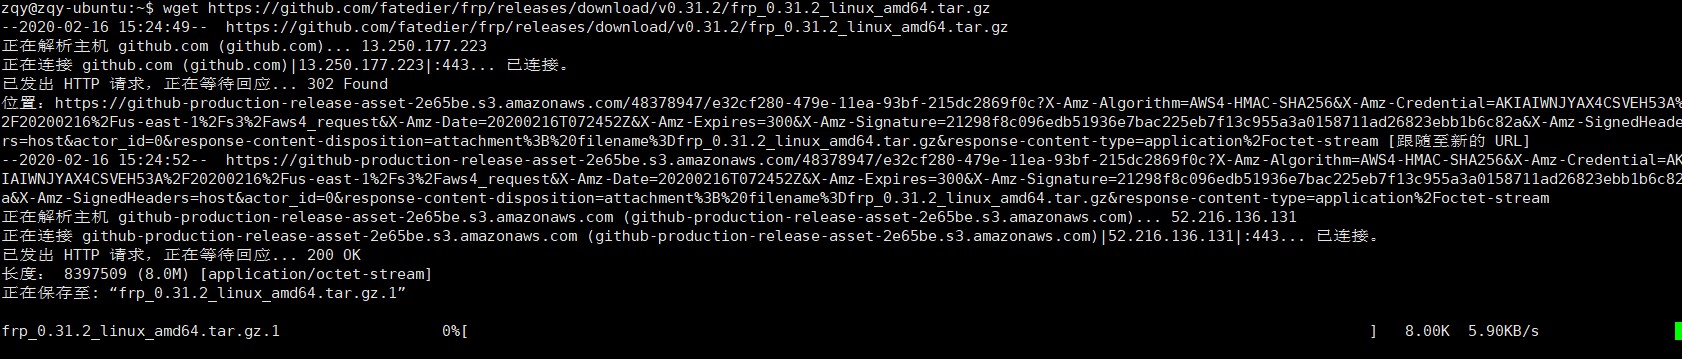 zqy@zqy-ubuntu:~$ wget https://github.com/fatedier/frp/releases/download/v0.31.2/frp_0.31.2_linux_amd64.tar.gz
--2020-02-16 15:24:49--  https://github.com/fatedier/frp/releases/download/v0.31.2/frp_0.31.2_linux_amd64.tar.gz
正在解析主机 github.com (github.com)... 13.250.177.223
正在连接 github.com (github.com)|13.250.177.223|:443... 已连接。
已发出 HTTP 请求，正在等待回应... 302 Found
位置：https://github-production-release-asset-2e65be.s3.amazonaws.com/48378947/e32cf280-479e-11ea-93bf-215dc2869f0c?X-Amz-Algorithm=AWS4-HMAC-SHA256&X-Amz-Credential=AKIAIWNJYAX4CSVEH53A%
2F20200216%2Fus-east-1%2Fs3%2Faws4_request&X-Amz-Date=20200216T072452Z&X-Amz-Expires=300&X-Amz-Signature=21298f8c096edb51936e7bac225eb7f13c955a3a0158711ad26823ebb1b6c82a&X-Amz-SignedHeade
rs=host&actor_id=0&response-content-disposition=attachment%3B%20filename%3Dfrp_0.31.2_linux_amd64.tar.gz&response-content-type=application%2Foctet-stream [跟随至新的 URL]
--2020-02-16 15:24:52--  https://github-production-release-asset-2e65be.s3.amazonaws.com/48378947/e32cf280-479e-11ea-93bf-215dc2869f0c?X-Amz-Algorithm=AWS4-HMAC-SHA256&X-Amz-Credential=AK
IAIWNJYAX4CSVEH53A%2F20200216%2Fus-east-1%2Fs3%2Faws4_request&X-Amz-Date=20200216T072452Z&X-Amz-Expires=300&X-Amz-Signature=21298f8c096edb51936e7bac225eb7f13c955a3a0158711ad26823ebb1b6c82
a&X-Amz-SignedHeaders=host&actor_id=0&response-content-disposition=attachment%3B%20filename%3Dfrp_0.31.2_linux_amd64.tar.gz&response-content-type=application%2Foctet-stream
正在解析主机 github-production-release-asset-2e65be.s3.amazonaws.com (github-production-release-asset-2e65be.s3.amazonaws.com)... 52.216.136.131
正在连接 github-production-release-asset-2e65be.s3.amazonaws.com (github-production-release-asset-2e65be.s3.amazonaws.com)|52.216.136.131|:443... 已连接。
已发出 HTTP 请求，正在等待回应... 200 OK
长度： 8397509 (8.0M) [application/octet-stream]
正在保存至: “frp_0.31.2_linux_amd64.tar.gz.1”
frp_0.31.2_linux_amd64.tar.gz.1 0%[ ] 8.00K 5.90KB/s